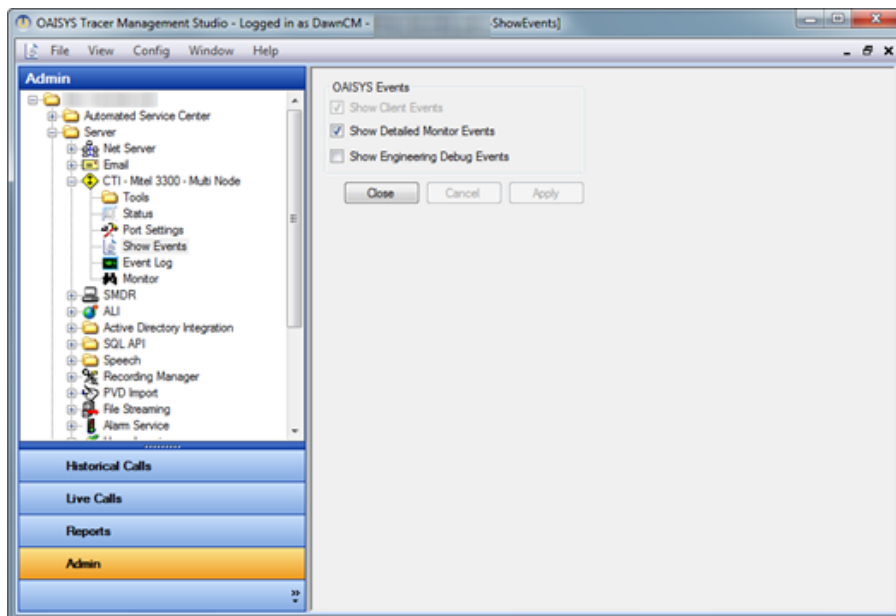 OAISYS Tracer Management Studio - Logged in as DawnCM - -ShowEvents]
File View Config Window Help
Admin
Automated Service Center
Server
Net Server
Email
CTI - Mitel 3300 - Multi Node
Tools
Status
Port Settings
Show Events
Event Log
Monitor
SMDR
ALI
Active Directory Integration
SQL API
Speech
Recording Manager
PVD Import
File Streaming
Alarm Service
Historical Calls
Live Calls
Reports
Admin
OAISYS Events
Show Client Events
Show Detailed Monitor Events
Show Engineering Debug Events
Close Cancel Apply